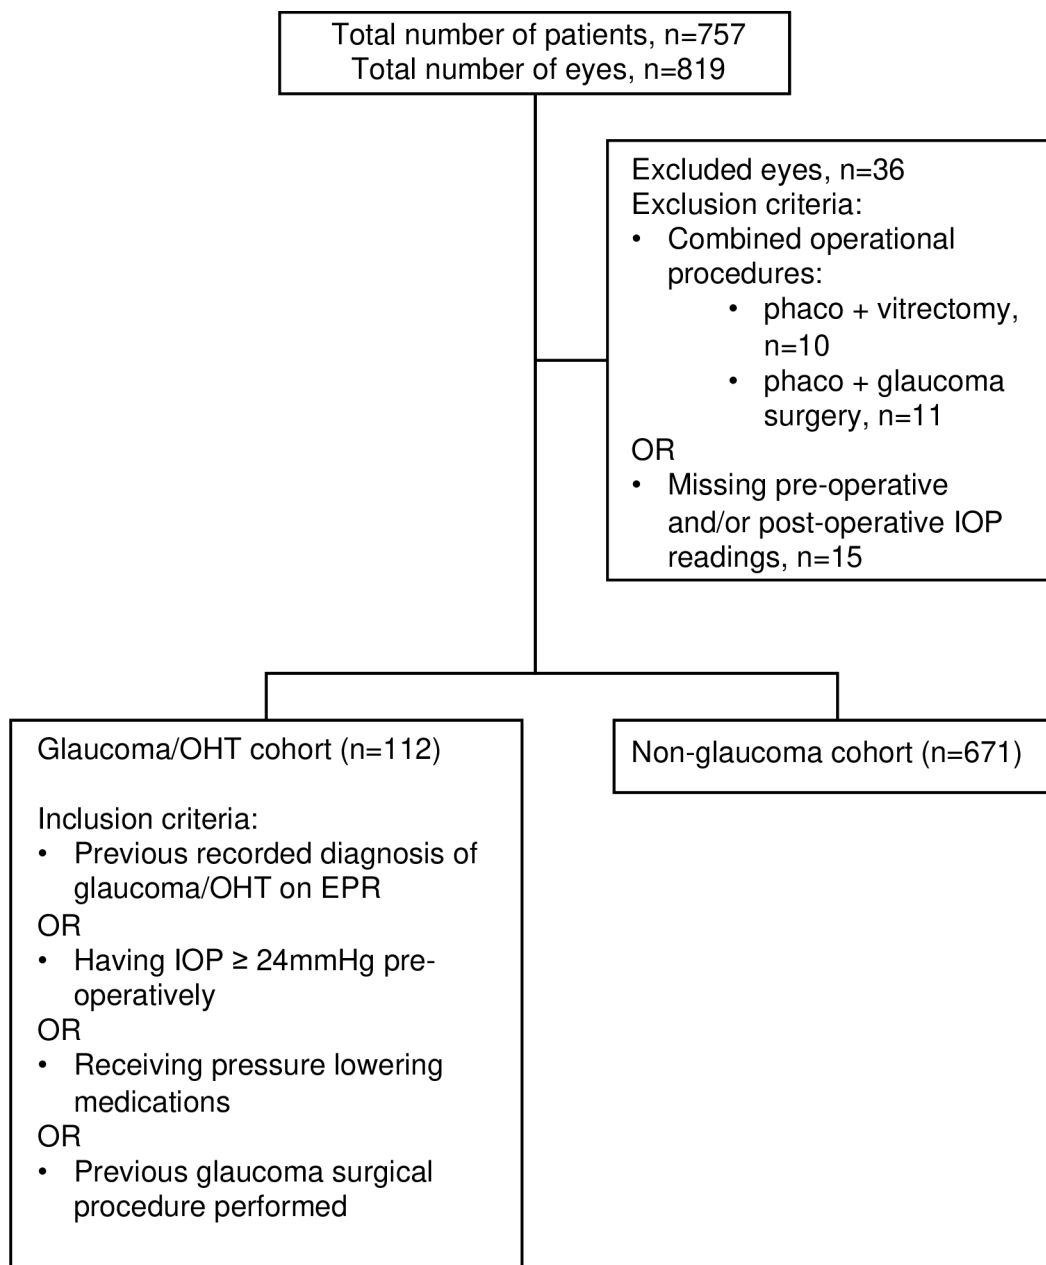 Total number of patients, n=757
Total number of eyes, n=819
Excluded eyes, n=36
Exclusion criteria:
• Combined operational
procedures:
• phaco + vitrectomy,
n=10
• phaco + glaucoma
surgery, n=11
OR
• Missing pre-operative
and/or post-operative IOP
readings, n=15
Glaucoma/OHT cohort (n=112)
Inclusion criteria:
• Previous recorded diagnosis of
glaucoma/OHT on EPR
OR
• Having IOP ≥ 24mmHg pre-
operatively
OR
• Receiving pressure lowering
medications
OR
• Previous glaucoma surgical
procedure performed
Non-glaucoma cohort (n=671)